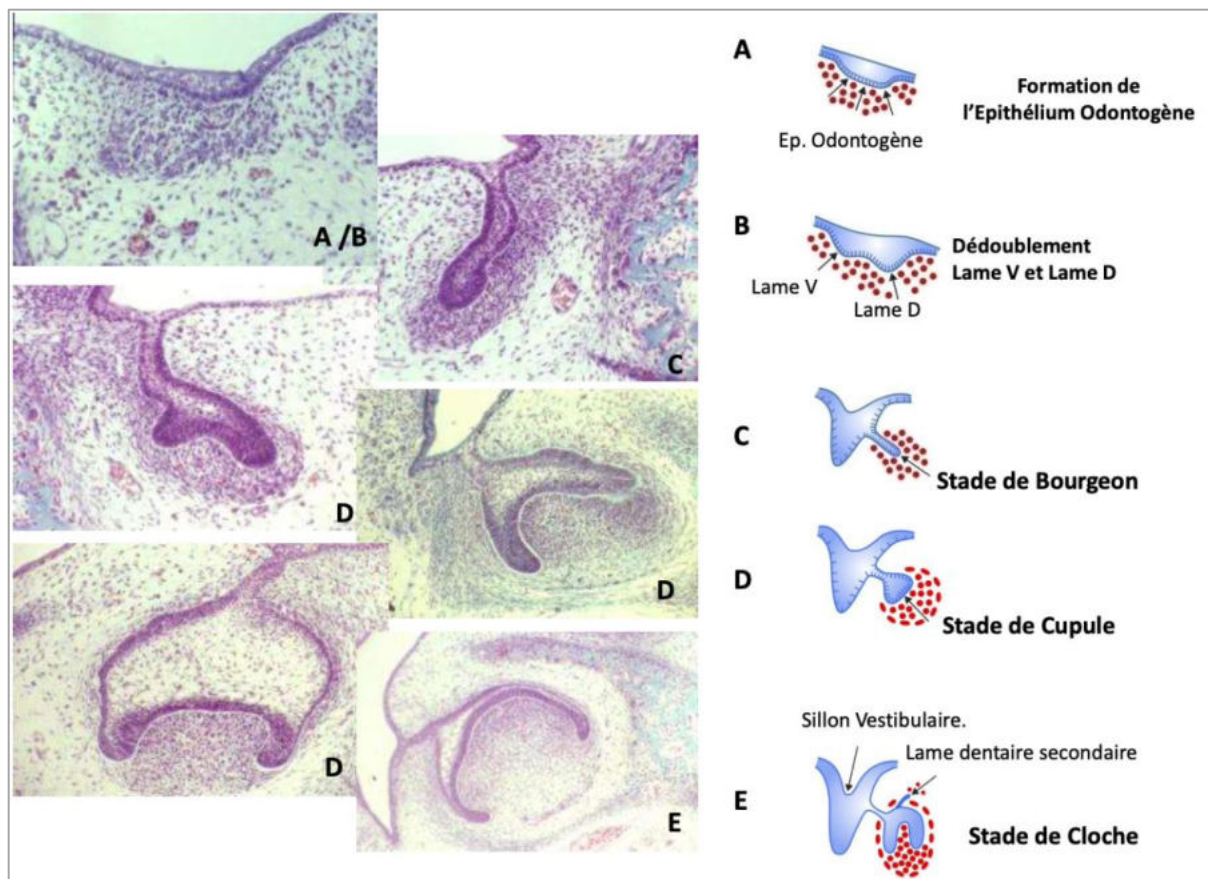 A /B
C
D
D
D
E
A
Formation de
l’Epithélium Odontogène
Ep. Odontogène
B
Dédoublement
Lame V et Lame D
Lame V
Lame D
C
Stade de Bourgeon
D
Stade de Cupule
Sillon Vestibulaire.
Lame dentaire secondaire
E
Stade de Cloche